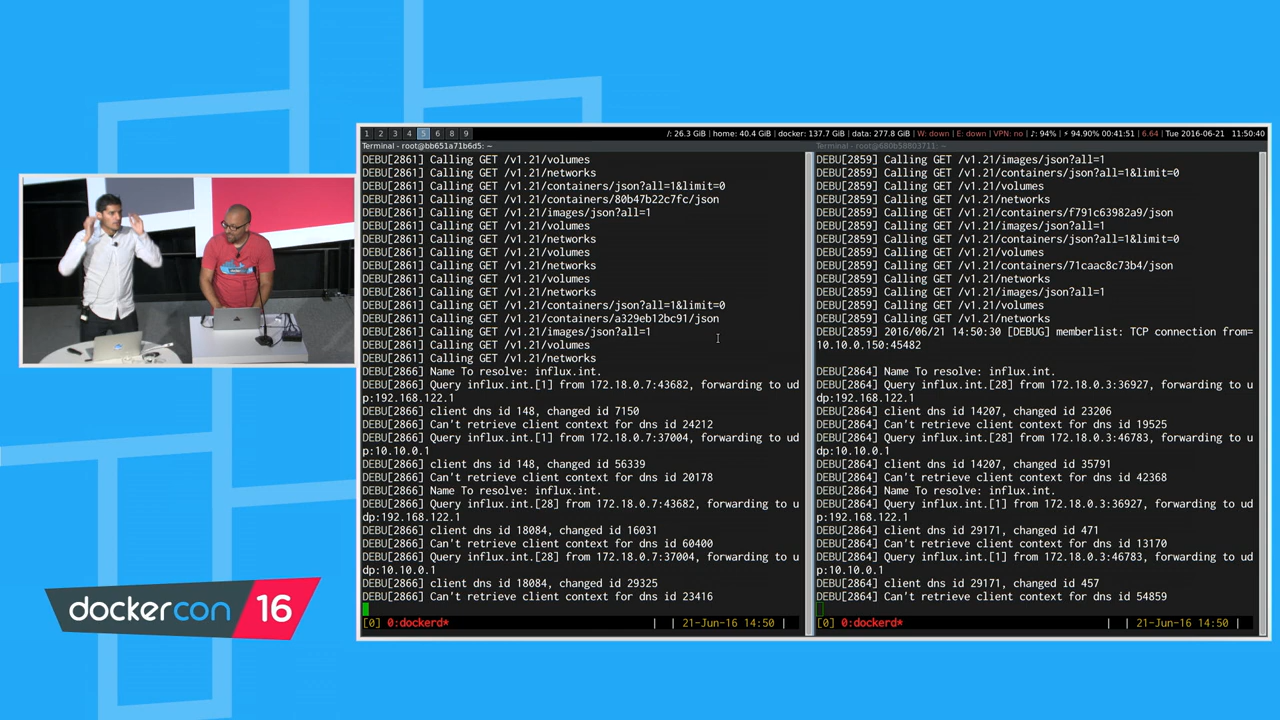 1 2 3 4 5 6 8 9
/: 26.3 GiB | home: 40.4 GiB | docker: 137.7 GiB | data: 277.8 GiB | W: down | E: down | VPN: no | ♪: 94% | ⚡ 94.90% 00:41:51 | 6.64 | Tue 2016-06-21 | 11:50:40
Terminal - root@bb651a71b6d5: ~
DEBU[2861] Calling GET /v1.21/volumes
DEBU[2861] Calling GET /v1.21/networks
DEBU[2861] Calling GET /v1.21/containers/json?all=1&limit=0
DEBU[2861] Calling GET /v1.21/containers/80b47b22c7fc/json
DEBU[2861] Calling GET /v1.21/images/json?all=1
DEBU[2861] Calling GET /v1.21/volumes
DEBU[2861] Calling GET /v1.21/networks
DEBU[2861] Calling GET /v1.21/volumes
DEBU[2861] Calling GET /v1.21/networks
DEBU[2861] Calling GET /v1.21/volumes
DEBU[2861] Calling GET /v1.21/networks
DEBU[2861] Calling GET /v1.21/containers/json?all=1&limit=0
DEBU[2861] Calling GET /v1.21/containers/a329eb12bc91/json
DEBU[2861] Calling GET /v1.21/images/json?all=1
DEBU[2861] Calling GET /v1.21/volumes
DEBU[2861] Calling GET /v1.21/networks
DEBU[2866] Name To resolve: influx.int.
DEBU[2866] Query influx.int.[1] from 172.18.0.7:43682, forwarding to ud
p:192.168.122.1
DEBU[2866] client dns id 148, changed id 7150
DEBU[2866] Can't retrieve client context for dns id 24212
DEBU[2866] Query influx.int.[1] from 172.18.0.7:37004, forwarding to ud
p:10.10.0.1
DEBU[2866] client dns id 148, changed id 56339
DEBU[2866] Can't retrieve client context for dns id 20178
DEBU[2866] Name To resolve: influx.int.
DEBU[2866] Query influx.int.[28] from 172.18.0.7:43682, forwarding to u
dp:192.168.122.1
DEBU[2866] client dns id 18084, changed id 16031
DEBU[2866] Can't retrieve client context for dns id 60400
DEBU[2866] Query influx.int.[28] from 172.18.0.7:37004, forwarding to u
dp:10.10.0.1
DEBU[2866] client dns id 18084, changed id 29325
DEBU[2866] Can't retrieve client context for dns id 23416
[0] 0:dockerd* | | 21-Jun-16 14:50 |
Terminal - root@680b58803711: ~
DEBU[2859] Calling GET /v1.21/images/json?all=1
DEBU[2859] Calling GET /v1.21/containers/json?all=1&limit=0
DEBU[2859] Calling GET /v1.21/volumes
DEBU[2859] Calling GET /v1.21/networks
DEBU[2859] Calling GET /v1.21/containers/f791c63982a9/json
DEBU[2859] Calling GET /v1.21/images/json?all=1
DEBU[2859] Calling GET /v1.21/containers/json?all=1&limit=0
DEBU[2859] Calling GET /v1.21/volumes
DEBU[2859] Calling GET /v1.21/containers/71caac8c73b4/json
DEBU[2859] Calling GET /v1.21/networks
DEBU[2859] Calling GET /v1.21/images/json?all=1
DEBU[2859] Calling GET /v1.21/volumes
DEBU[2859] Calling GET /v1.21/networks
DEBU[2859] 2016/06/21 14:50:30 [DEBUG] memberlist: TCP connection from=
10.10.0.150:45482
DEBU[2864] Name To resolve: influx.int.
DEBU[2864] Query influx.int.[28] from 172.18.0.3:36927, forwarding to u
dp:192.168.122.1
DEBU[2864] client dns id 14207, changed id 23206
DEBU[2864] Can't retrieve client context for dns id 19525
DEBU[2864] Query influx.int.[28] from 172.18.0.3:46783, forwarding to u
dp:10.10.0.1
DEBU[2864] client dns id 14207, changed id 35791
DEBU[2864] Can't retrieve client context for dns id 42368
DEBU[2864] Name To resolve: influx.int.
DEBU[2864] Query influx.int.[1] from 172.18.0.3:36927, forwarding to ud
p:192.168.122.1
DEBU[2864] client dns id 29171, changed id 471
DEBU[2864] Can't retrieve client context for dns id 13170
DEBU[2864] Query influx.int.[1] from 172.18.0.3:46783, forwarding to ud
p:10.10.0.1
DEBU[2864] client dns id 29171, changed id 457
DEBU[2864] Can't retrieve client context for dns id 54859
[0] 0:dockerd* | | 21-Jun-16 14:50 |
dockercon 16